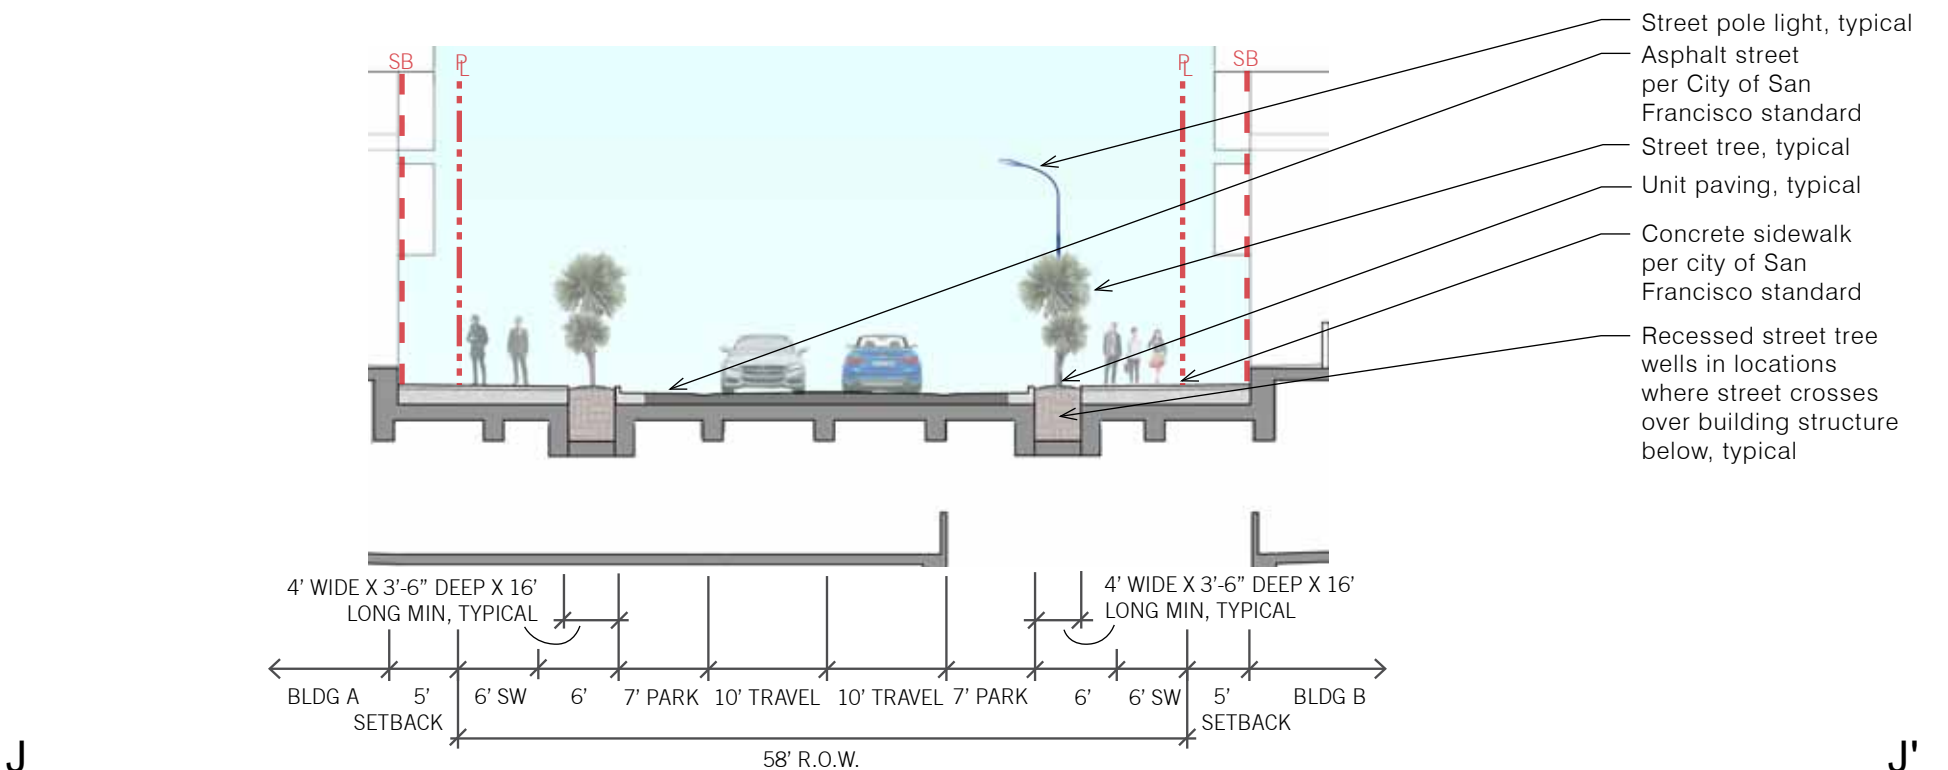 SB
PL
PL
SB
Street pole light, typical
Asphalt street
per City of San
Francisco standard
Street tree, typical
Unit paving, typical
Concrete sidewalk
per city of San
Francisco standard
Recessed street tree
wells in locations
where street crosses
over building structure
below, typical
4’ WIDE X 3’-6” DEEP X 16’
LONG MIN, TYPICAL
4’ WIDE X 3’-6” DEEP X 16’
LONG MIN, TYPICAL
BLDG A
5’
SETBACK
6’ SW
6’
7’ PARK
10’ TRAVEL
10’ TRAVEL
7’ PARK
6’
6’ SW
5’
SETBACK
BLDG B
58’ R.O.W.
J
J'